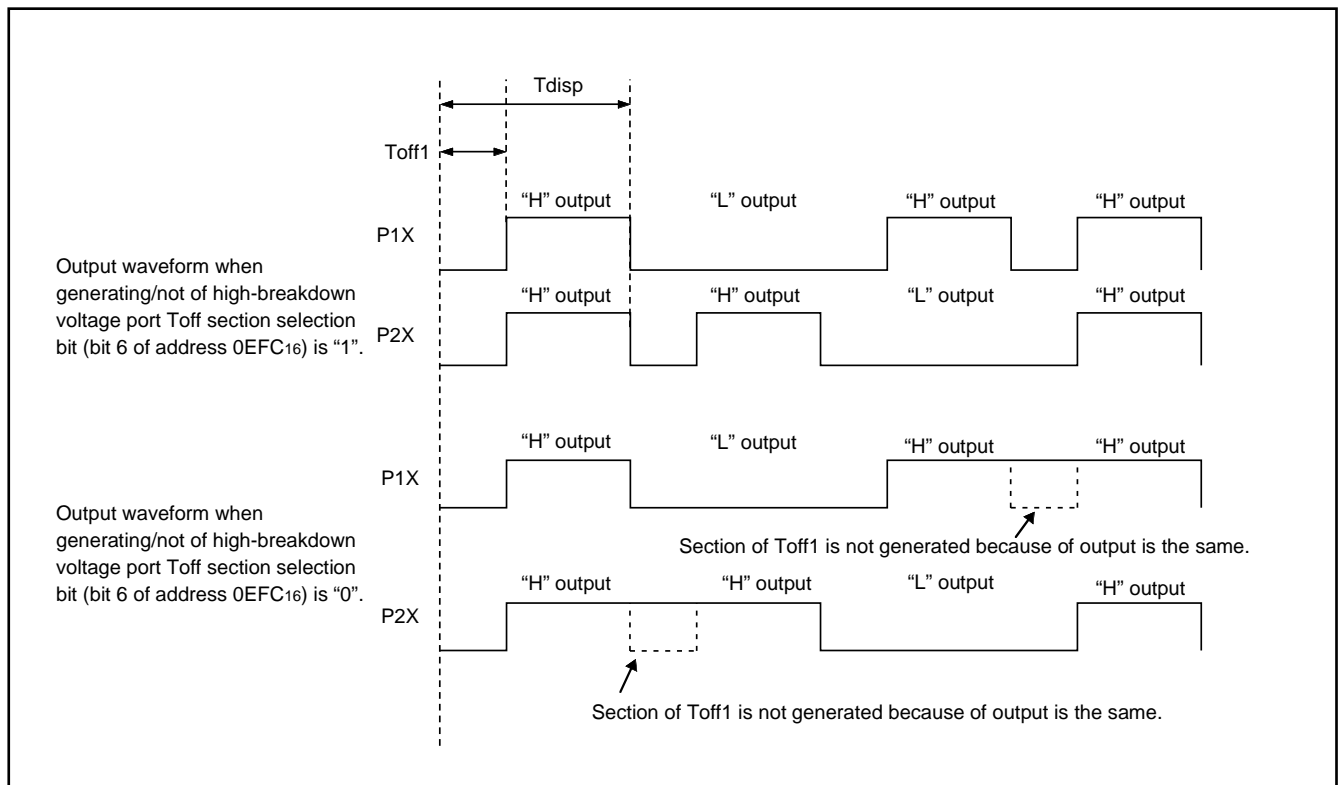 Tdisp
Toff1
“H” output “L” output “H” output “H” output
P1X
Output waveform when
generating/not of high-breakdown
voltage port Toff section selection
bit (bit 6 of address 0EFC16) is “1”.
“H” output “H” output “L” output “H” output
P2X
“H” output “L” output “H” output “H” output
P1X
Section of Toff1 is not generated because of output is the same.
Output waveform when
generating/not of high-breakdown
voltage port Toff section selection
bit (bit 6 of address 0EFC16) is “0”.
“H” output “H” output “L” output “H” output
P2X
Section of Toff1 is not generated because of output is the same.